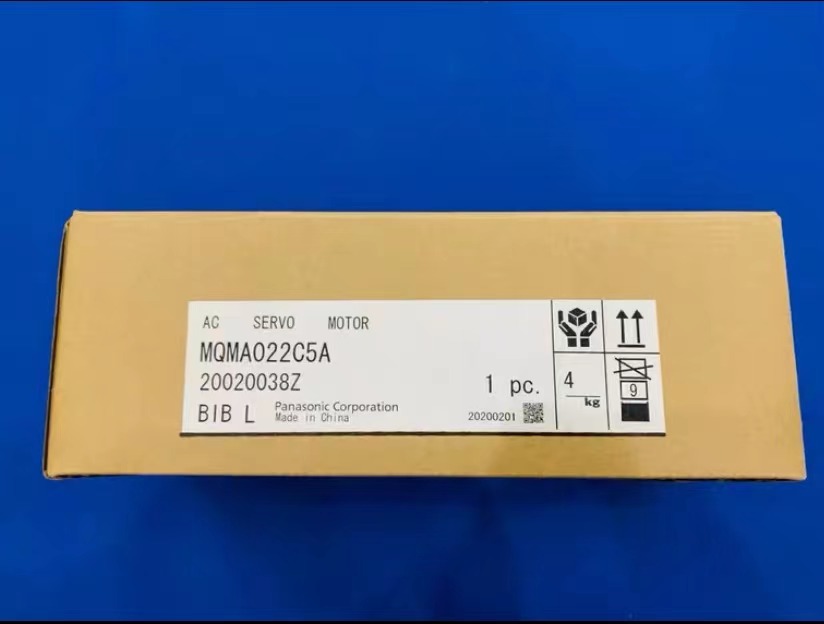 AC SERVO MOTOR
MQMA022C5A
20020038Z
1 pc.
BIB L
Panasonic Corporation
Made in China
20200201
4
kg
9